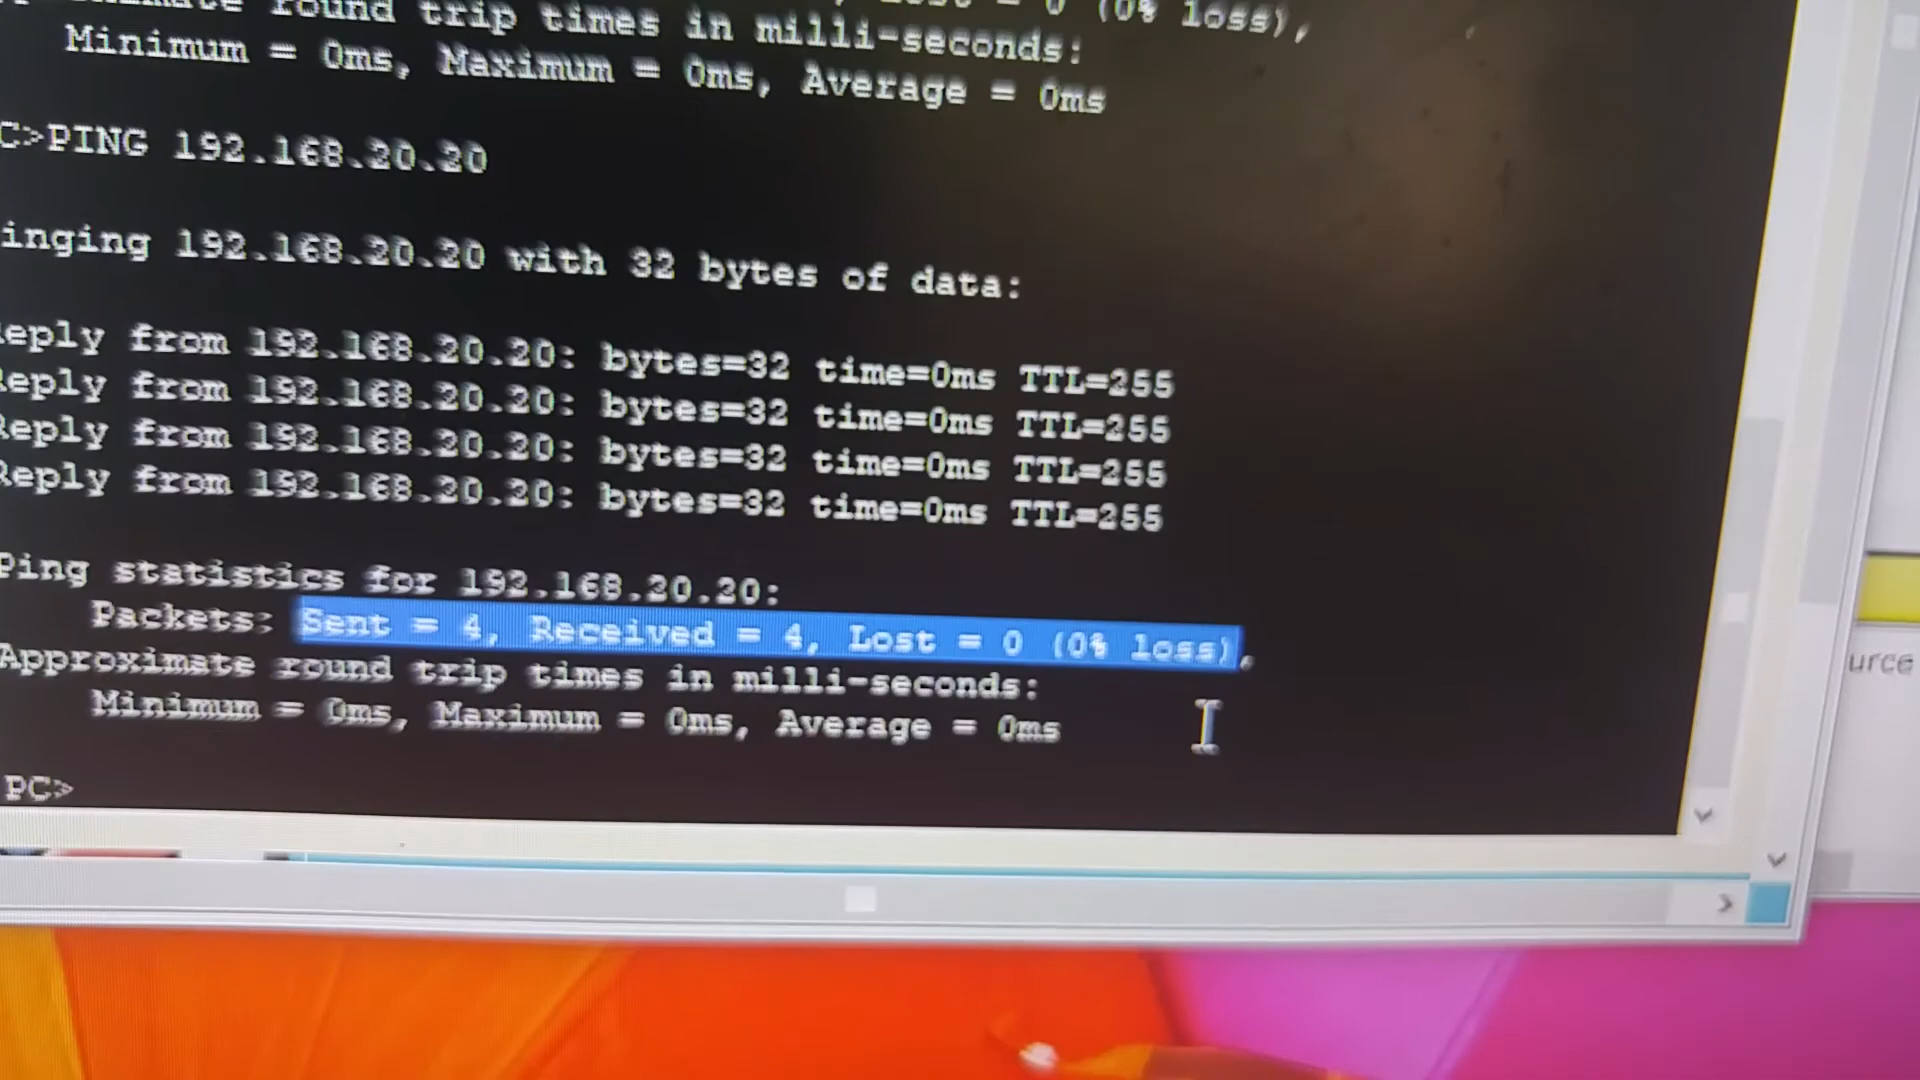 round trip times in milli-seconds:
= 0 (0% loss),
Minimum = 0ms, Maximum = 0ms, Average = 0ms
C>PING 192.168.20.20
inging 192.168.20.20 with 32 bytes of data:
eply from 192.168.20.20: bytes=32 time=0ms TTL=255
Reply from 192.168.20.20: bytes=32 time=0ms TTL=255
Reply from 192.168.20.20: bytes=32 time=0ms TTL=255
Reply from 192.168.20.20: bytes=32 time=0ms TTL=255
Ping statistics for 192.168.20.20:
Packets: Sent = 4, Received = 4, Lost = 0 (0% loss),
Approximate round trip times in milli-seconds:
Minimum = 0ms, Maximum = 0ms, Average = 0ms
PC>
urce